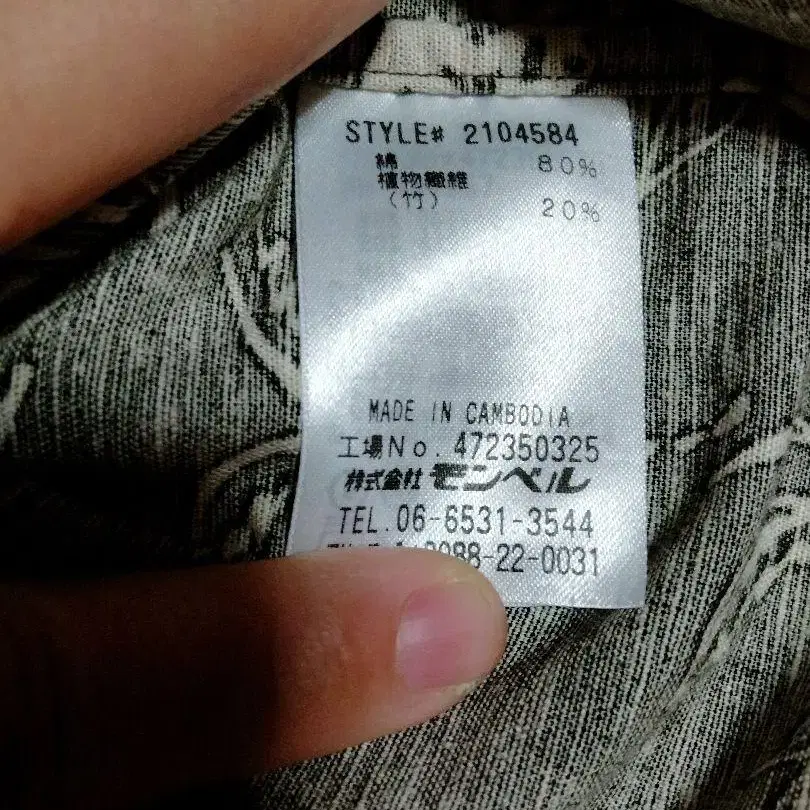 STYLE# 2104584
綿 80%
植物繊維
(竹) 20%
MADE IN CAMBODIA
工場No. 472350325
株式会社 モンベル
TEL.06-6531-3544
0088-22-0031